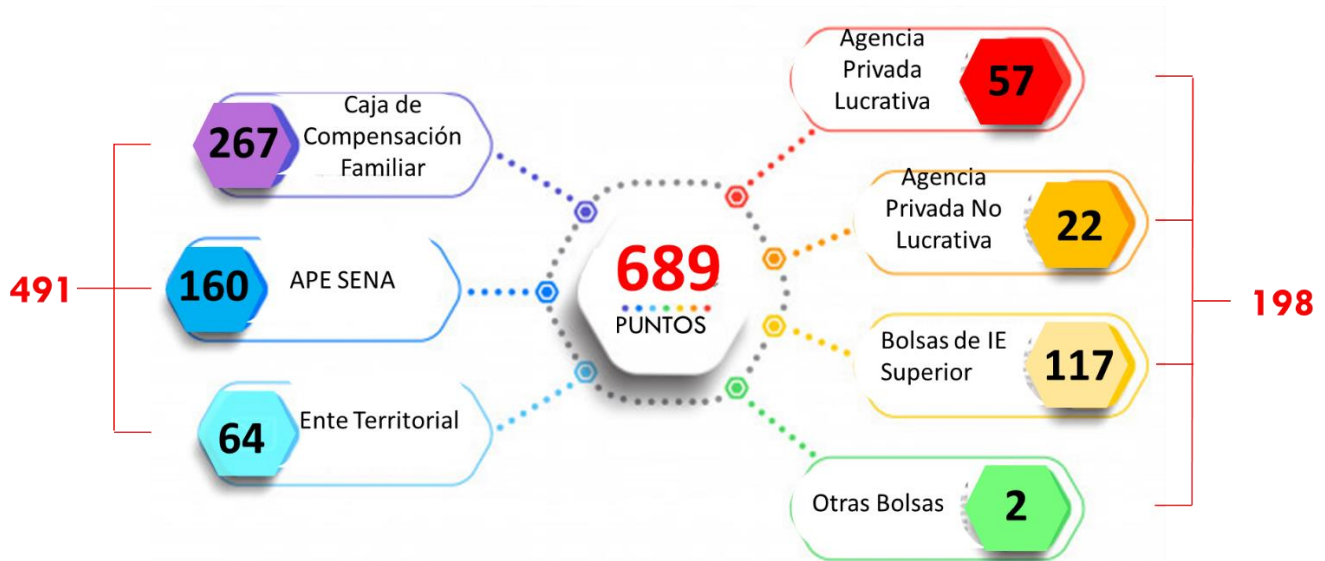 491
267
Caja de
Compensación
Familiar
160
APE SENA
64
Ente Territorial
689
PUNTOS
Agencia
Privada
Lucrativa
57
Agencia
Privada No
Lucrativa
22
Bolsas de IE
Superior
117
Otras Bolsas
2
198